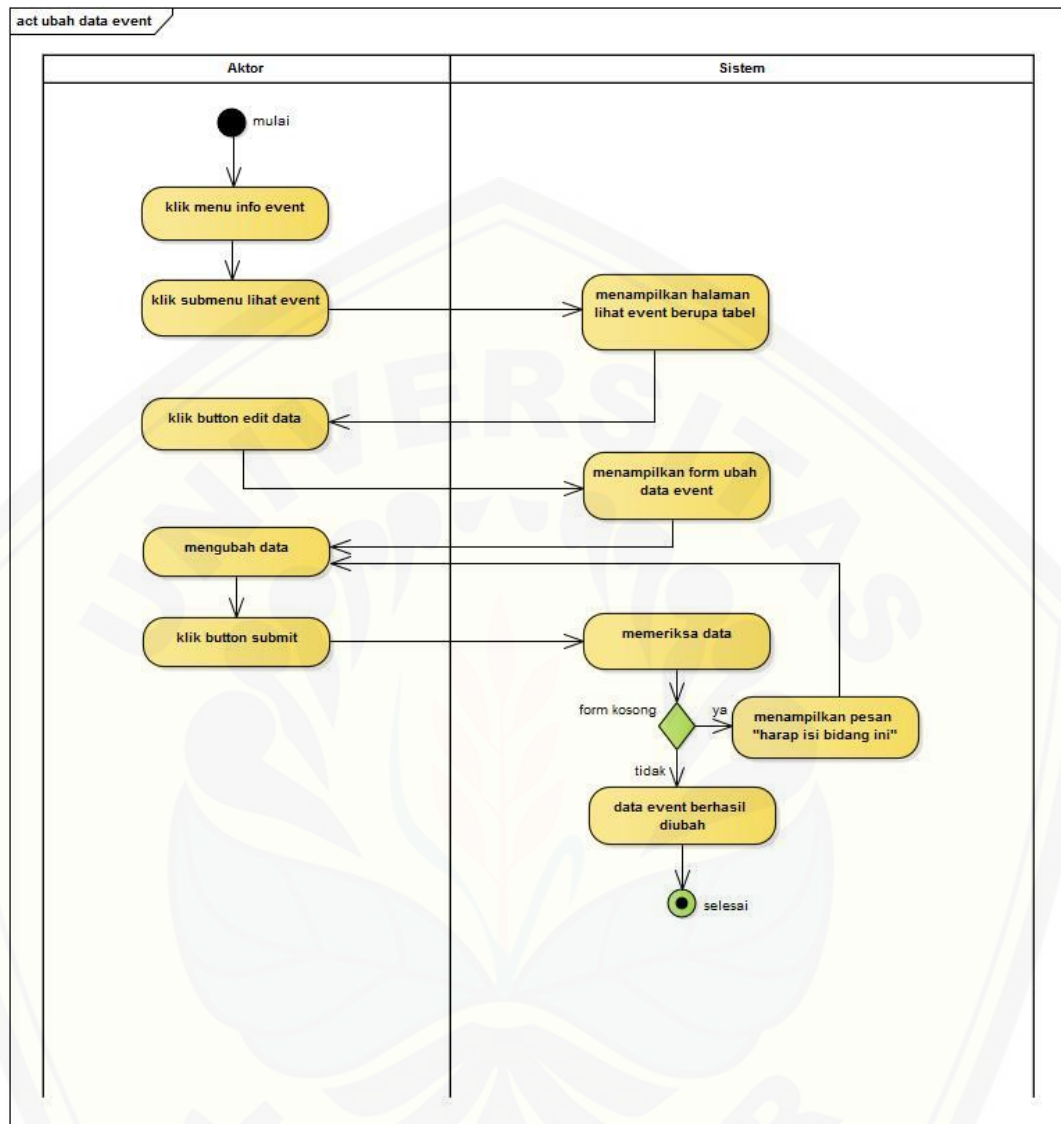 act ubah data event
Aktor
Sistem
mulai
klik menu info event
klik submenu lihat event
menampilkan halaman
lihat event berupa tabel
klik button edit data
menampilkan form ubah
data event
mengubah data
klik button submit
memeriksa data
form kosong
ya
menampilkan pesan
"harap isi bidang ini"
tidak
data event berhasil
diubah
selesai
UNIVERSITAS